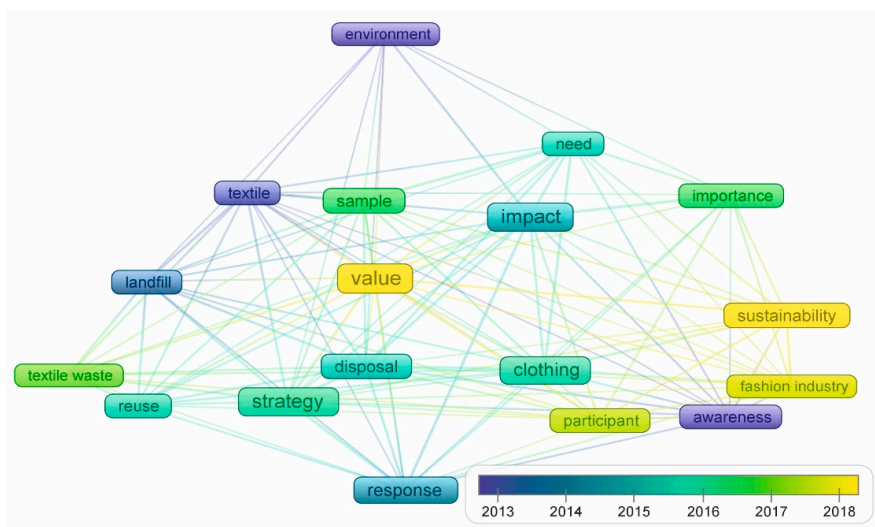 environment
need
textile
sample
importance
impact
landfill
value
sustainability
disposal
clothing
textile waste
fashion industry
reuse
strategy
participant
awareness
response
2013 2014 2015 2016 2017 2018